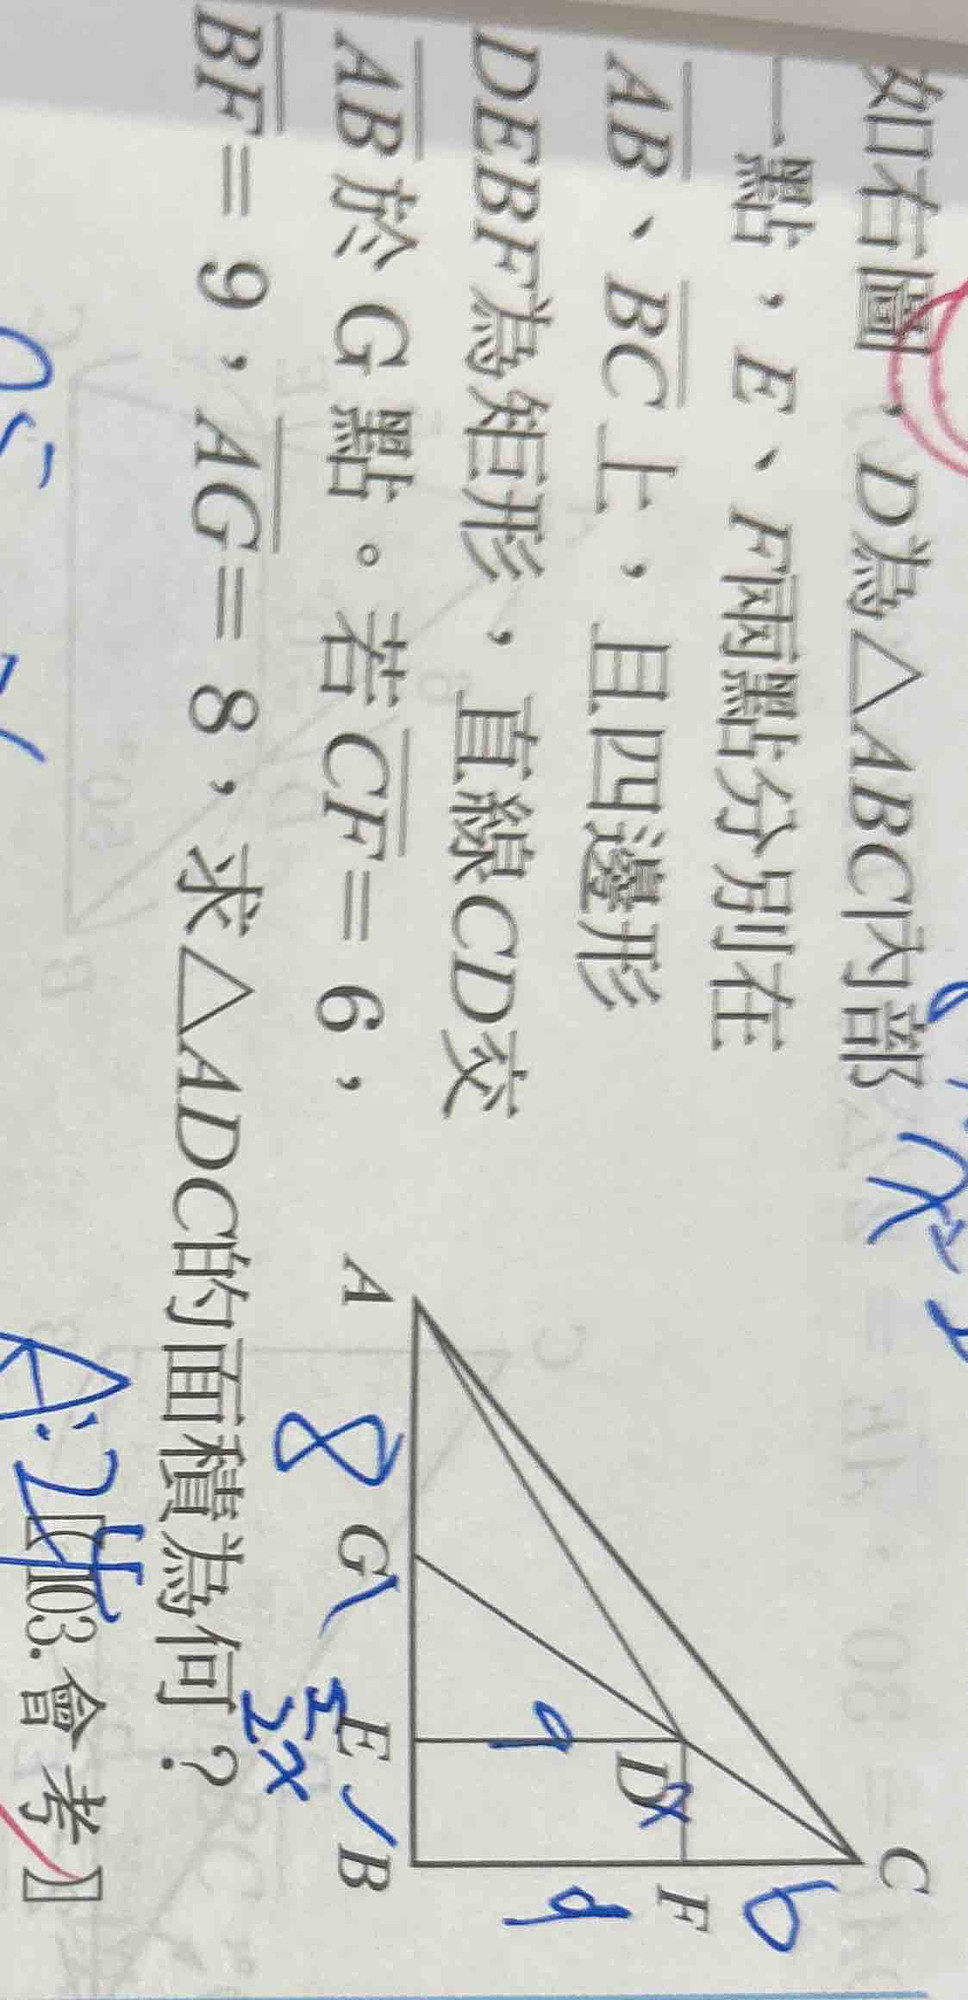 如右圖，D為△ABC內部
一點，E、F兩點分別在
AB、BC上，且四邊形
DEBF為矩形，直線CD交
AB於G點。若CF=6，
BF=9，AG=8，求△ADC的面積為何？
【103.會考】
A
B
C
D
E
F
G
8
9
x
6
9
A:24